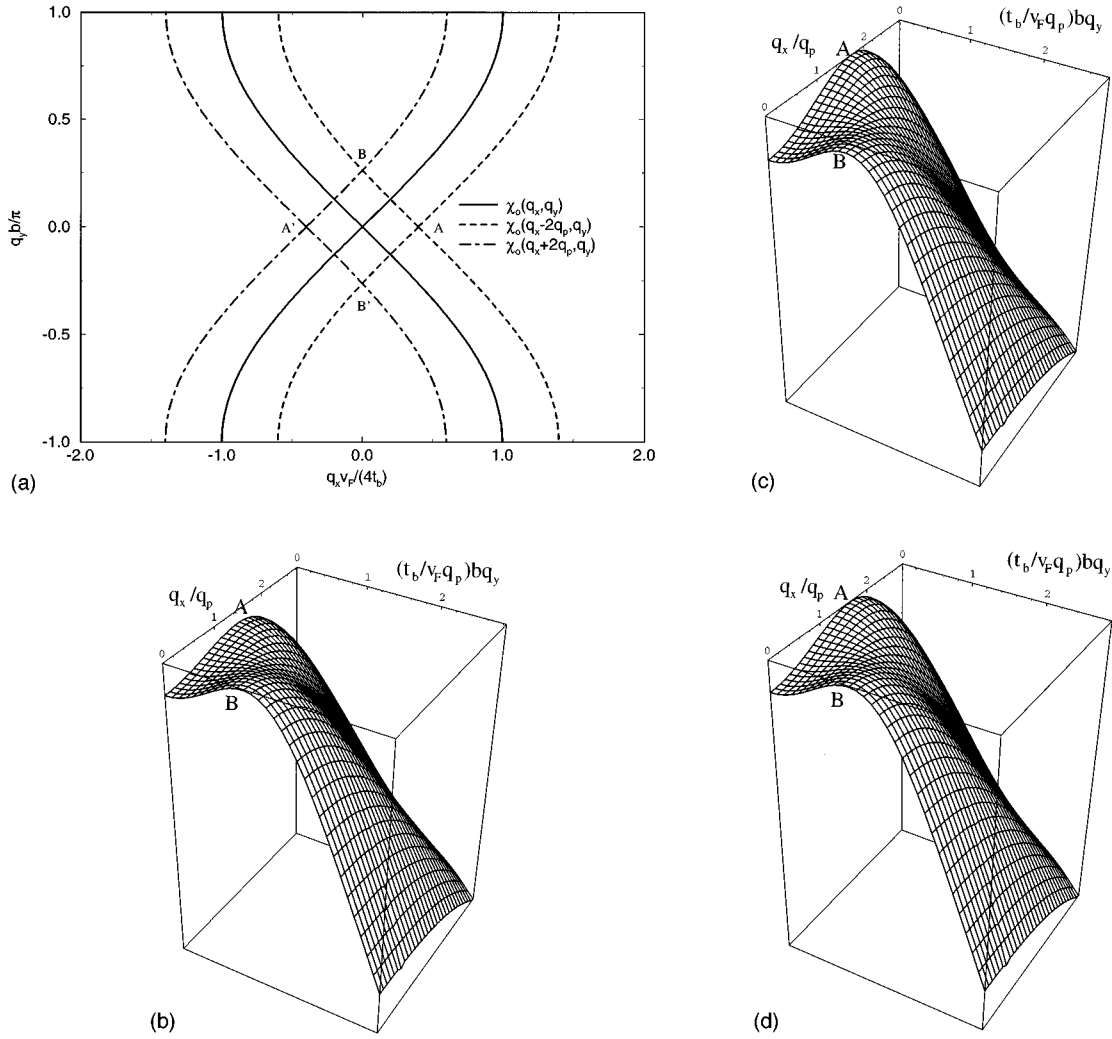 1.0
0.5
0.0
-0.5
-1.0
q_y b/π
-2.0 -1.0 0.0 1.0 2.0
q_x v_F/(4t_b)
B
A' A
B'
χ_o(q_x,q_y)
χ_o(q_x-2q_p,q_y)
χ_o(q_x+2q_p,q_y)
(a)
(t_b/v_F q_p)bq_y
q_x/q_p
0 1 2
0 1 2
A
B
(c)
(t_b/v_F q_p)bq_y
q_x/q_p
0 1 2
0 1 2
A
B
(b)
(t_b/v_F q_p)bq_y
q_x/q_p
0 1 2
0 1 2
A
B
(d)